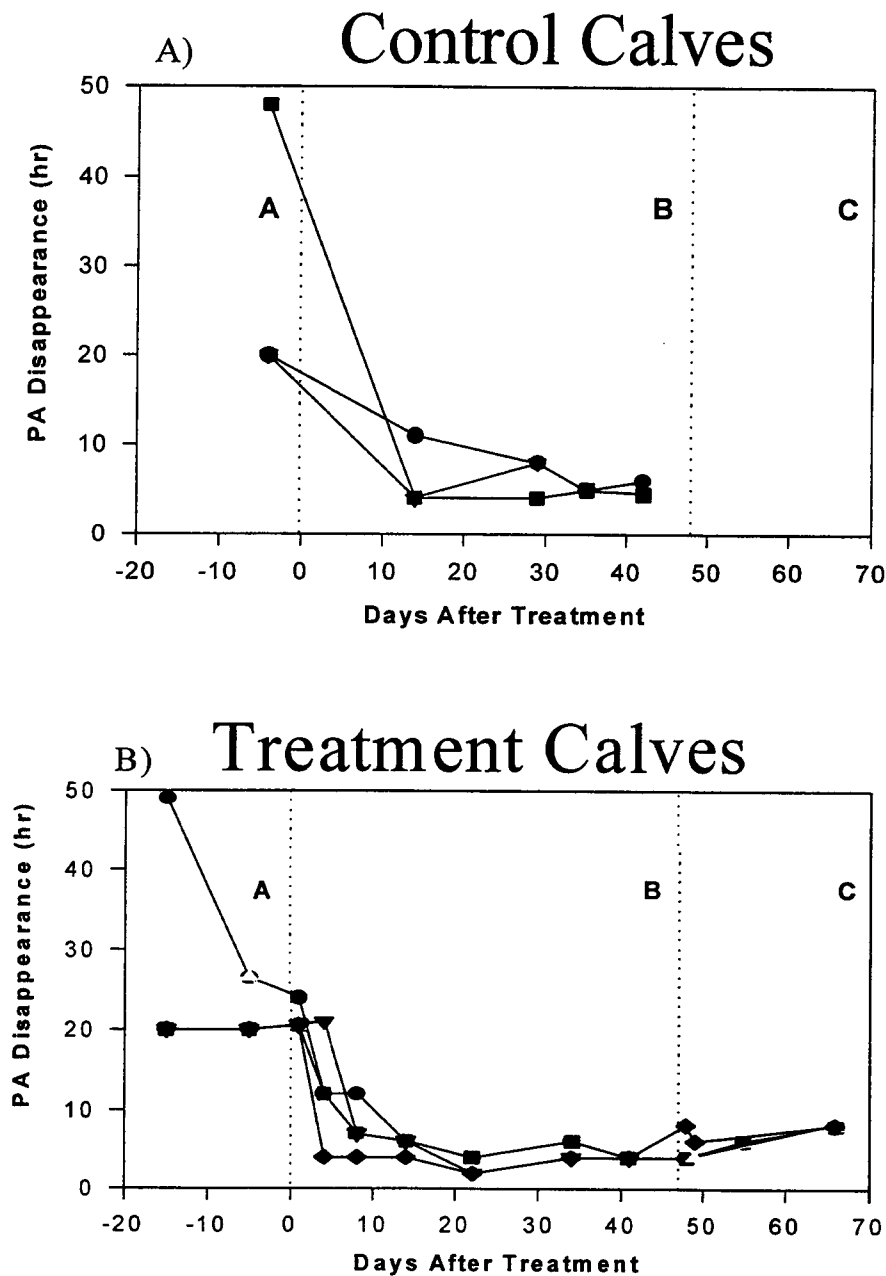 A) Control Calves
50
40
30
20
10
0
PA Disappearance (hr)
A B C
-20 -10 0 10 20 30 40 50 60 70
Days After Treatment
B) Treatment Calves
50
40
30
20
10
0
PA Disappearance (hr)
A B C
-20 -10 0 10 20 30 40 50 60 70
Days After Treatment